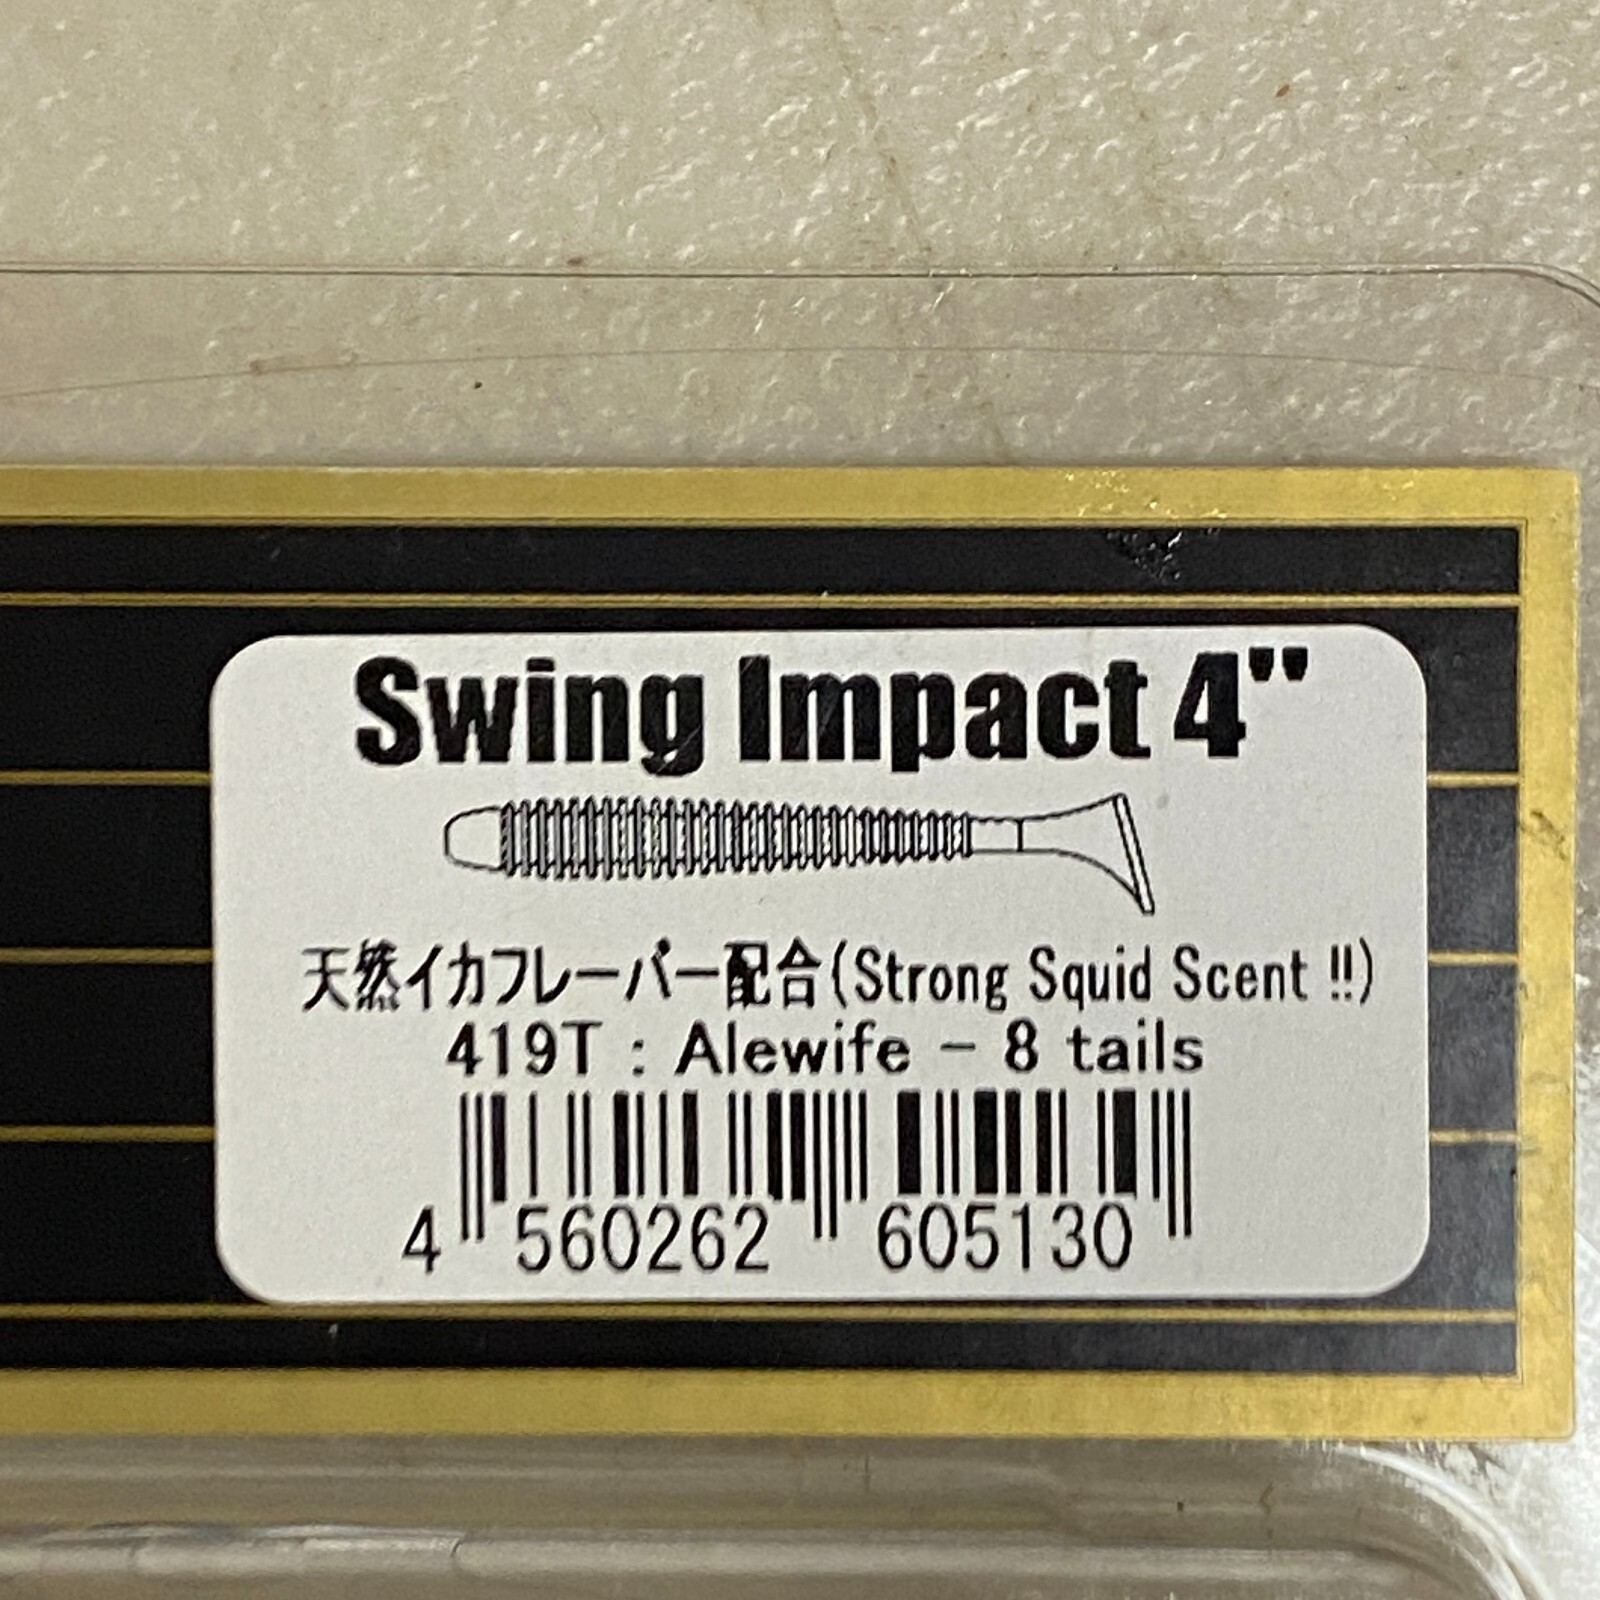 Swing Impact 4"
天然イカフレーバー配合(Strong Squid Scent !!)
419T : Alewife - 8 tails
4 560262 605130